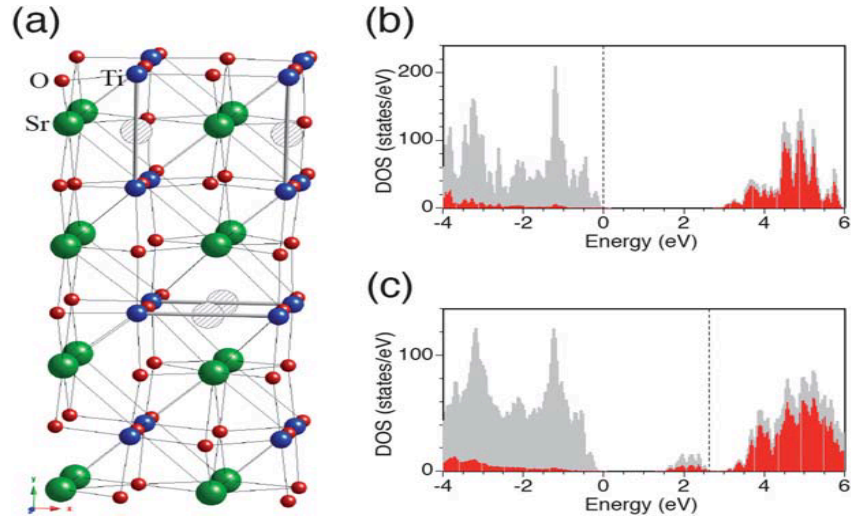 (a)
O
Ti
Sr
y
x
(b)
DOS (states/eV)
200
100
0
-4 -2 0 2 4 6
Energy (eV)
(c)
DOS (states/eV)
100
0
-4 -2 0 2 4 6
Energy (eV)